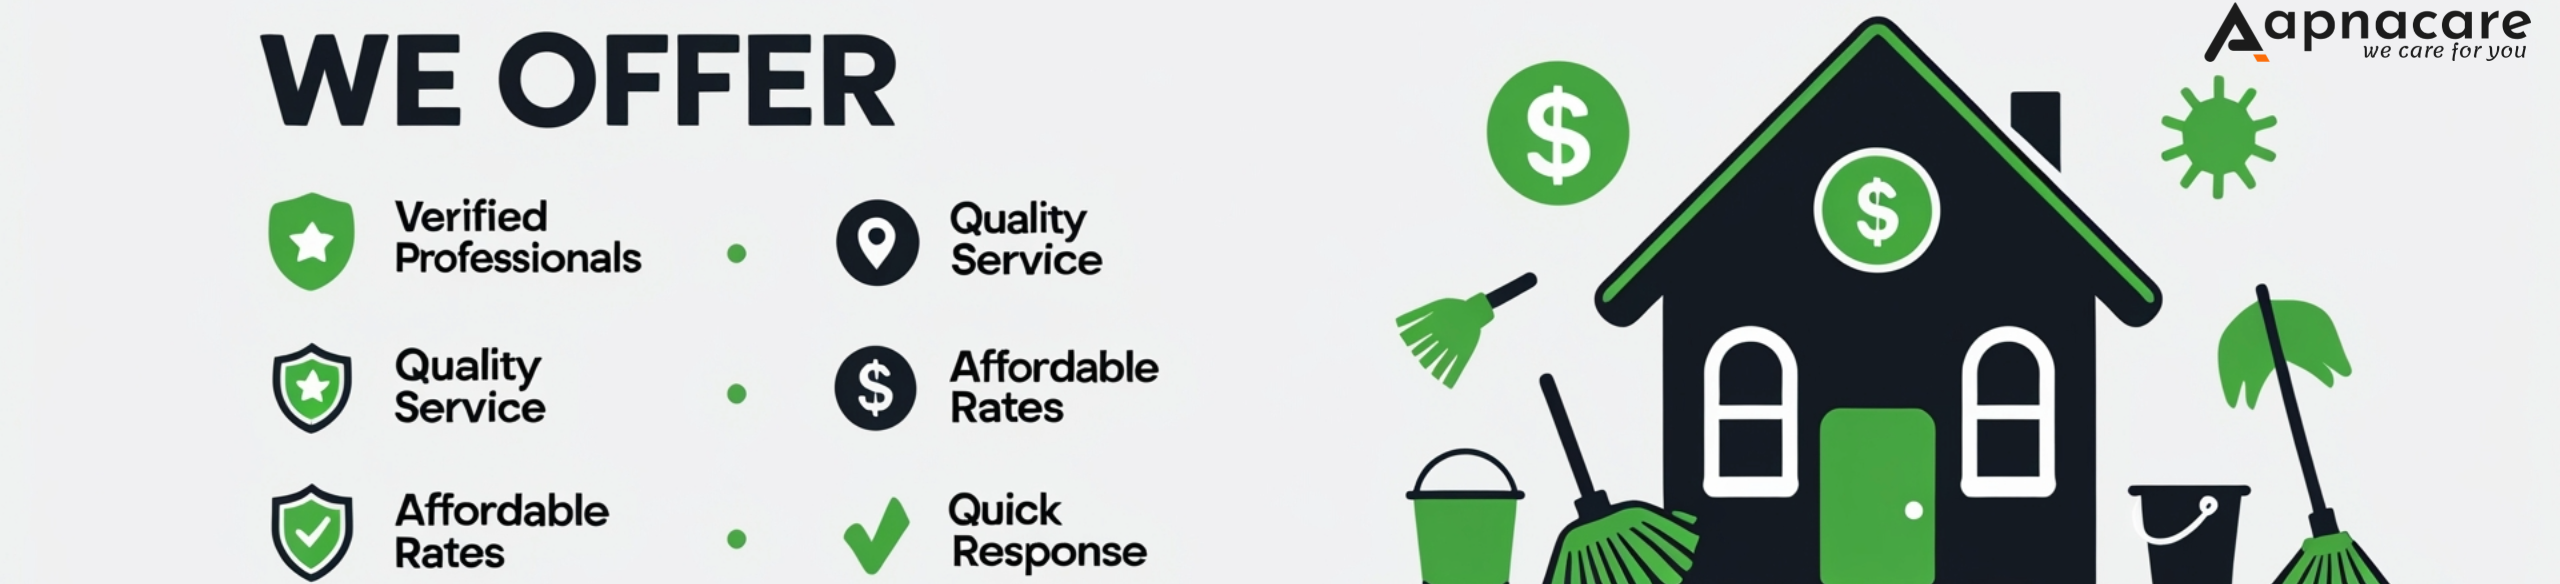 WE OFFER
Verified
Professionals
Quality
Service
Quality
Service
Affordable
Rates
Affordable
Rates
Quick
Response
$
$
$
apnacare
we care for you